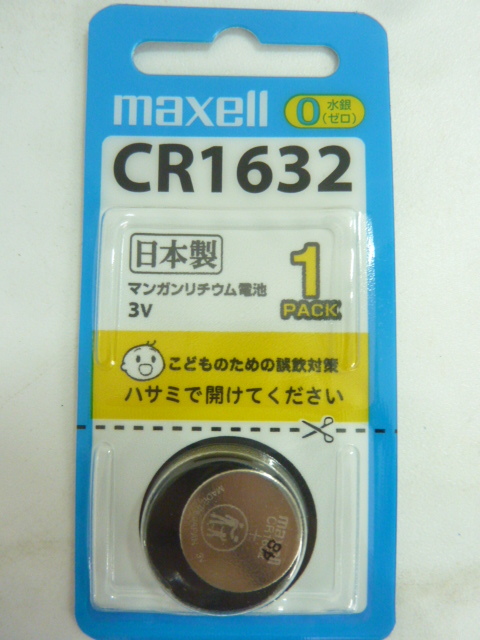 maxell
0 水銀
(ゼロ)
CR1632
日本製
マンガンリチウム電池
3V
1
PACK
こどものための誤飲対策
ハサミで開けてください
maxell
+
48